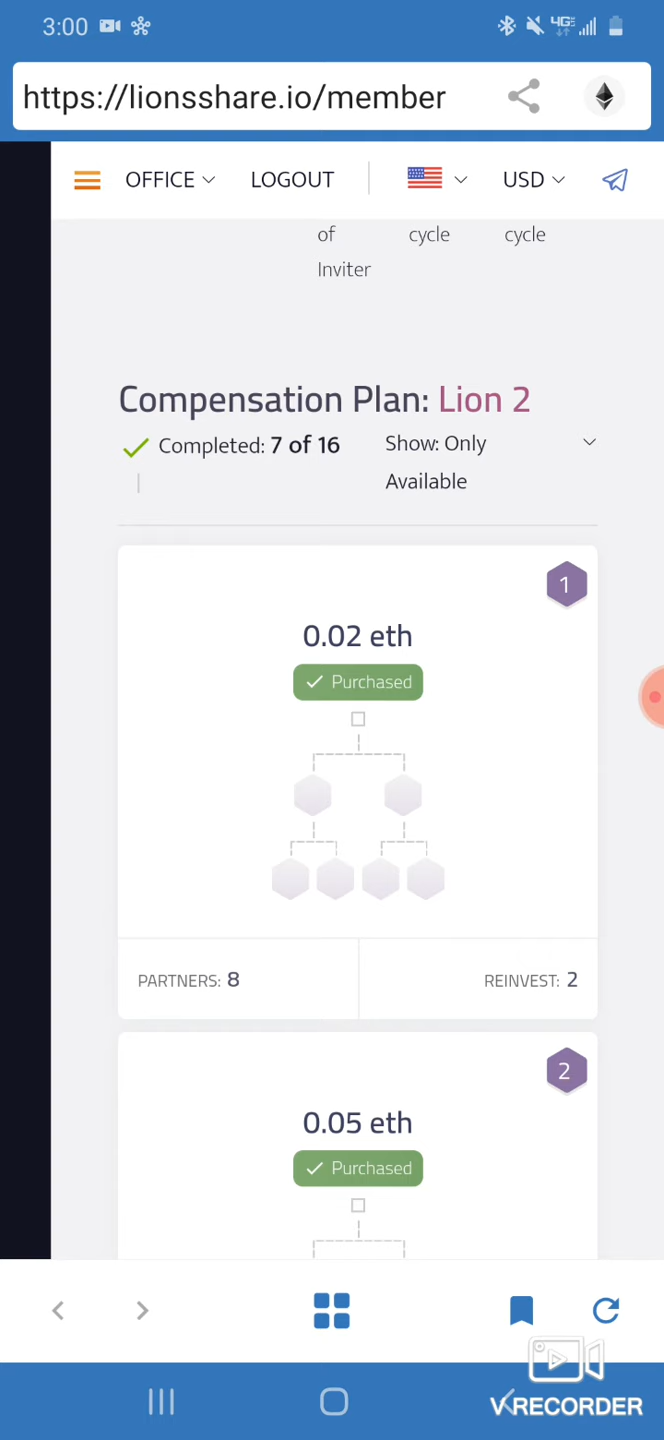 3:00 4G
https://lionsshare.io/member
OFFICE LOGOUT USD
of cycle cycle
Inviter
Compensation Plan: Lion 2
Completed: 7 of 16 Show: Only
Available
1
0.02 eth
Purchased
PARTNERS: 8 REINVEST: 2
2
0.05 eth
Purchased
VRECORDER